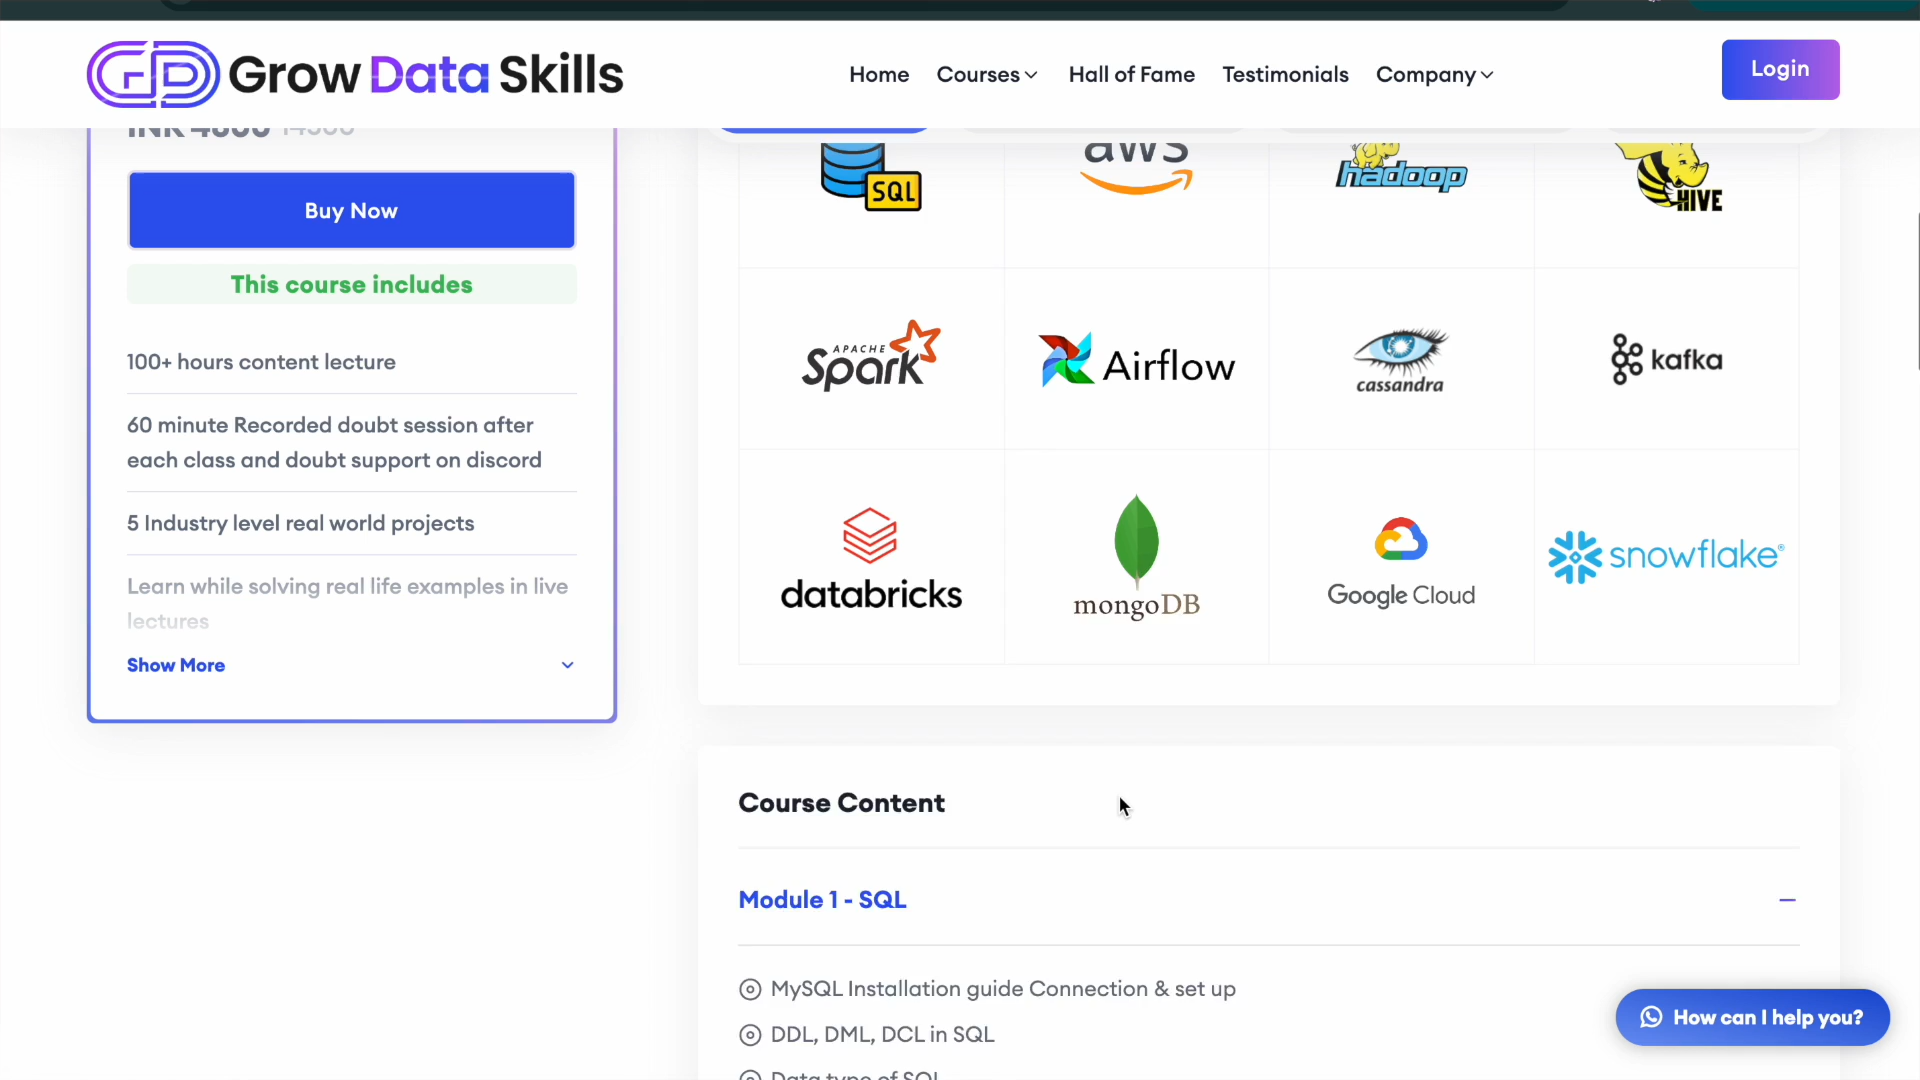 Grow Data Skills
Home
Courses
Hall of Fame
Testimonials
Company
Login
Buy Now
This course includes
100+ hours content lecture
60 minute Recorded doubt session after
each class and doubt support on discord
5 Industry level real world projects
Learn while solving real life examples in live
lectures
Show More
SQL
aws
hadoop
HIVE
APACHE
Spark
Airflow
cassandra
kafka
databricks
mongoDB
Google Cloud
snowflake®
Course Content
Module 1 - SQL
MySQL Installation guide Connection & set up
DDL, DML, DCL in SQL
Data type of SQL
How can I help you?